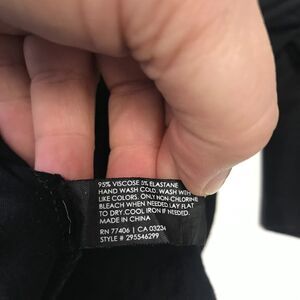 95% VISCOSE 5% ELASTANE
HAND WASH COLD. WASH WITH
LIKE COLORS. ONLY NON-CHLORINE
BLEACH WHEN NEEDED. LAY FLAT
TO DRY. COOL IRON IF NEEDED.
MADE IN CHINA
RN 77406 | CA 03234
STYLE # 295546299